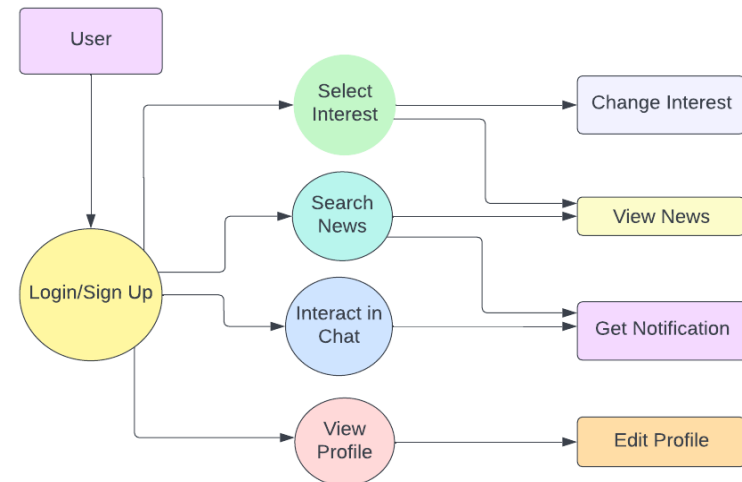 User
Select
Interest
Change Interest
Search
News
View News
Login/Sign Up
Interact in
Chat
Get Notification
View
Profile
Edit Profile